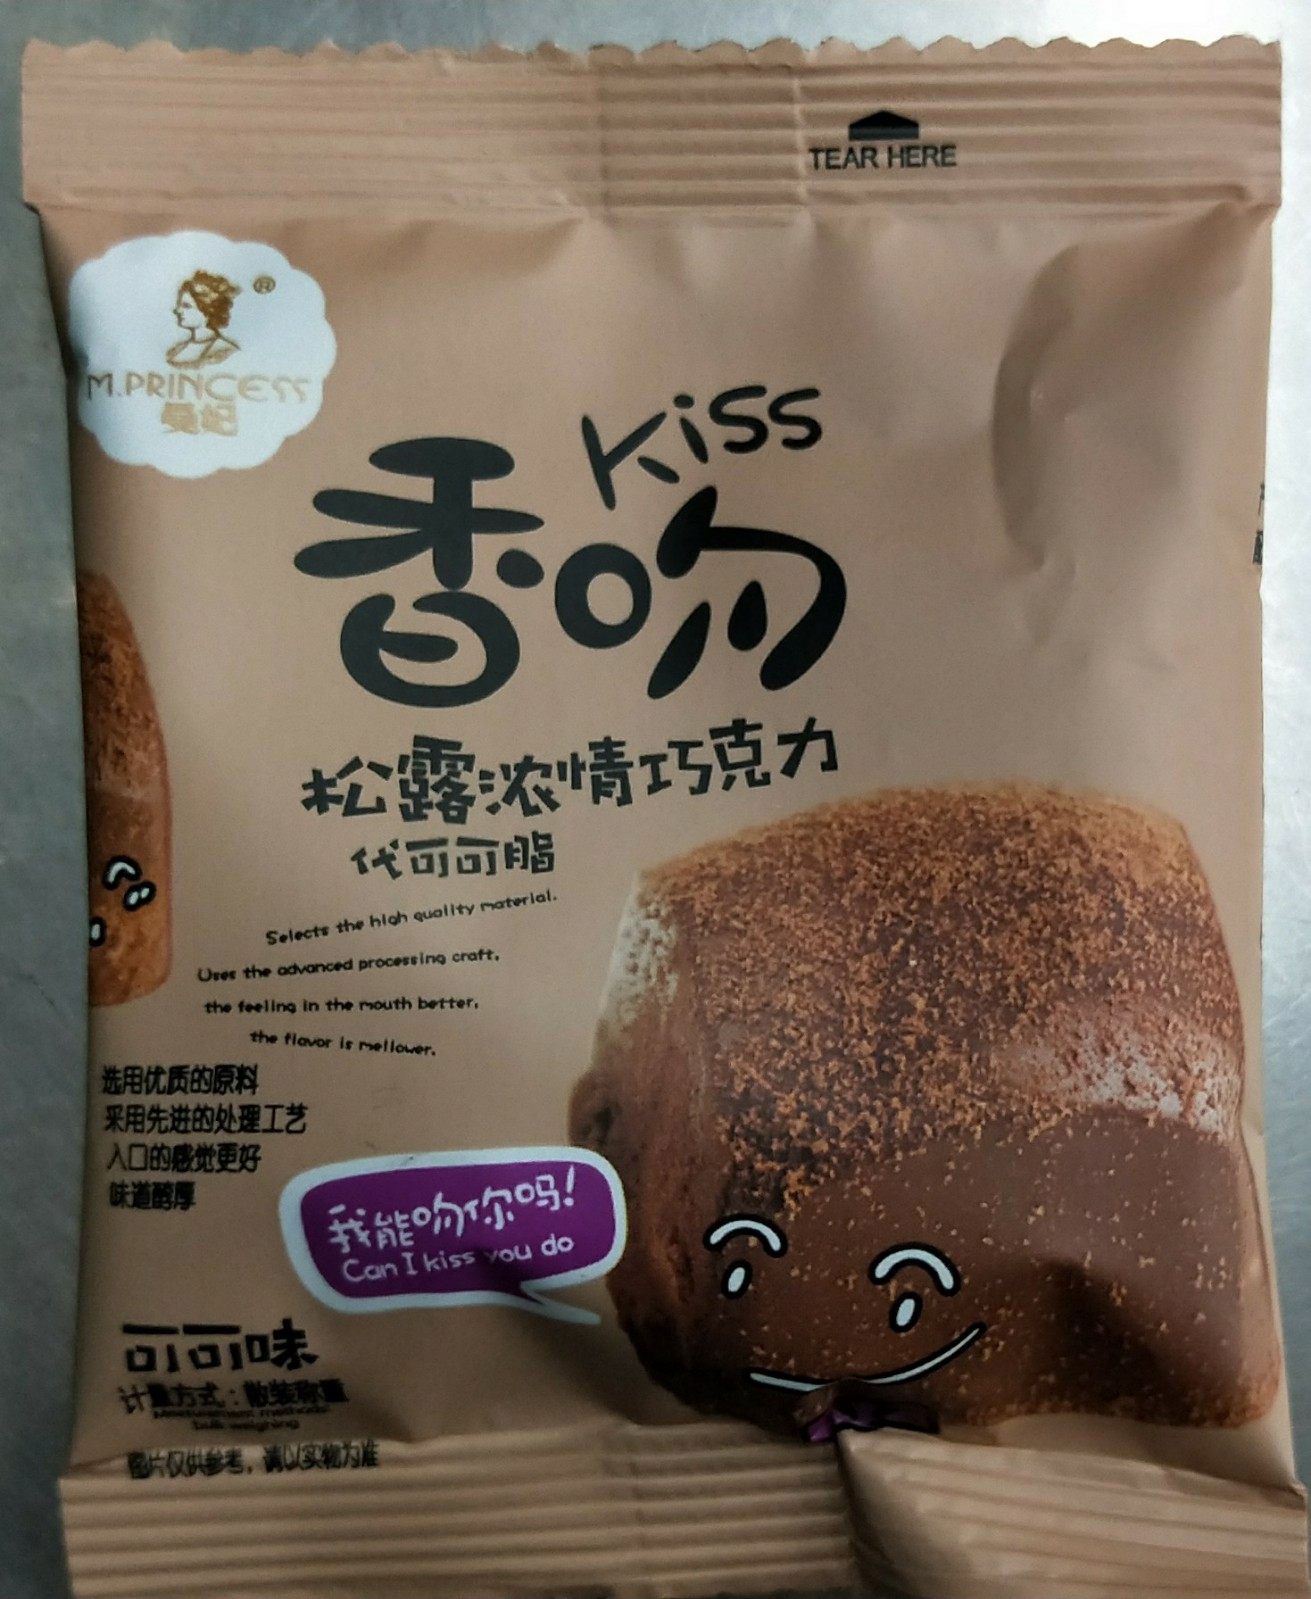 TEAR HERE
®
M.PRINCESS
曼妃
Kiss
香吻
松露浓情巧克力
代可可脂
Selects the high quality material.
Uses the advanced processing craft,
the feeling in the mouth better,
the flavor is mellower.
选用优质的原料
采用先进的处理工艺
入口的感觉更好
味道醇厚
我能吻你吗!
Can I kiss you do
可可味
计量方式：散装称重
Measurement methods:
bulk weighing
图片仅供参考，请以实物为准